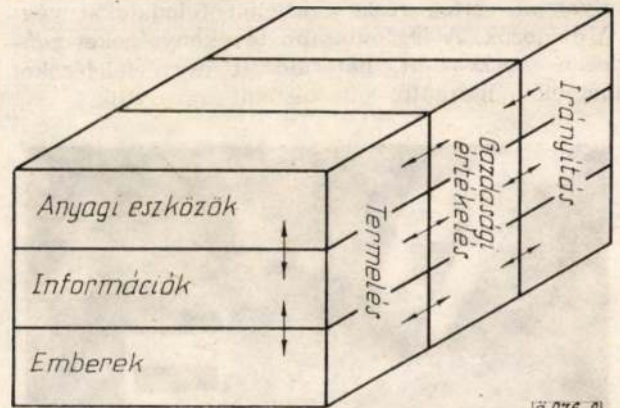 Anyagi eszközök
Információk
Emberek
Termelés
Gazdasági
értékelés
Irányítás